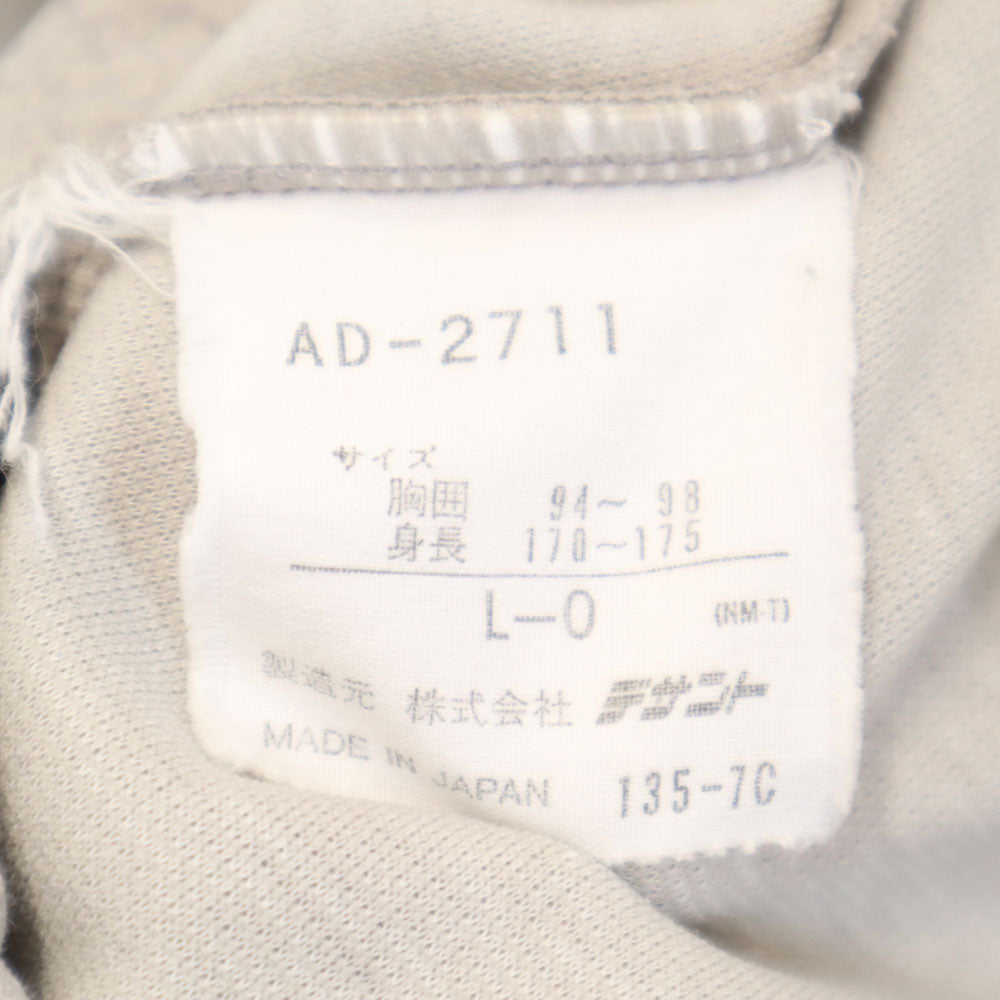 AD-2711
サイズ
胸囲 94～98
身長 170～175
L-O (NM-T)
製造元 株式会社 デサント
MADE IN JAPAN 135-7C